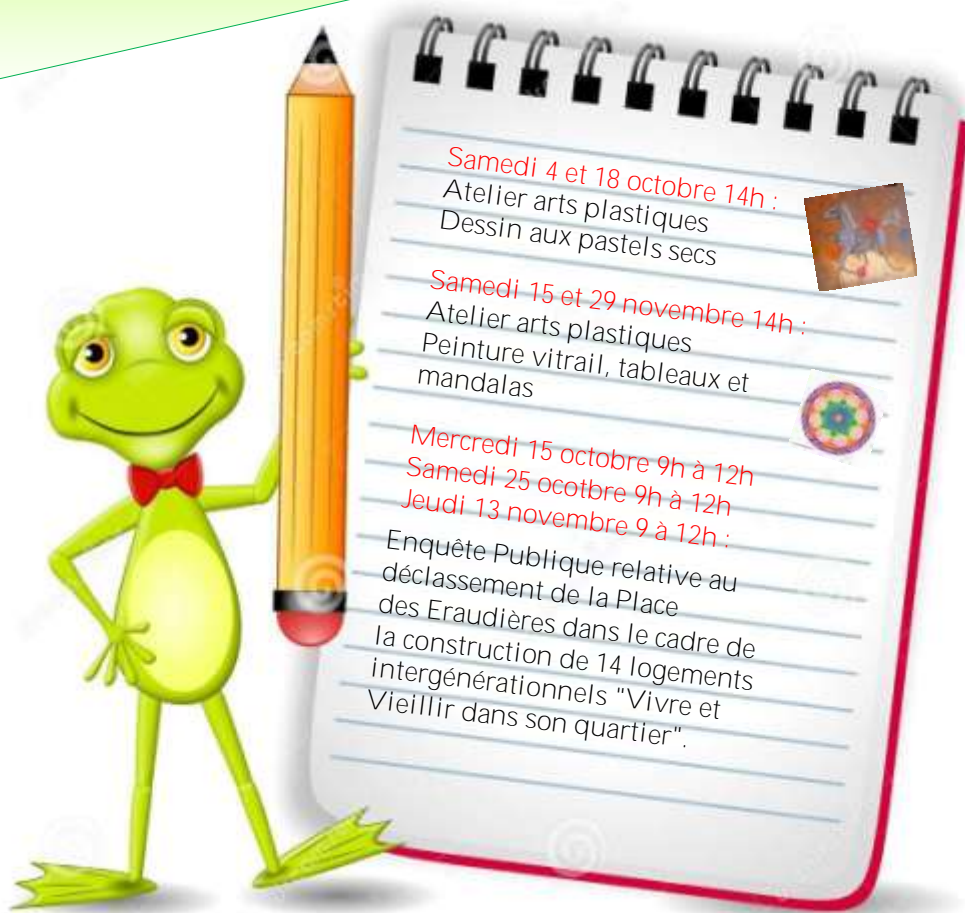 Samedi 4 et 18 octobre 14h :
Atelier arts plastiques
Dessin aux pastels secs
Samedi 15 et 29 novembre 14h :
Atelier arts plastiques
Peinture vitrail, tableaux et
mandalas
Mercredi 15 octobre 9h à 12h
Samedi 25 ocotbre 9h à 12h
Jeudi 13 novembre 9 à 12h :
Enquête Publique relative au
déclassement de la Place
des Eraudières dans le cadre de
la construction de 14 logements
intergénérationnels "Vivre et
Vieillir dans son quartier".